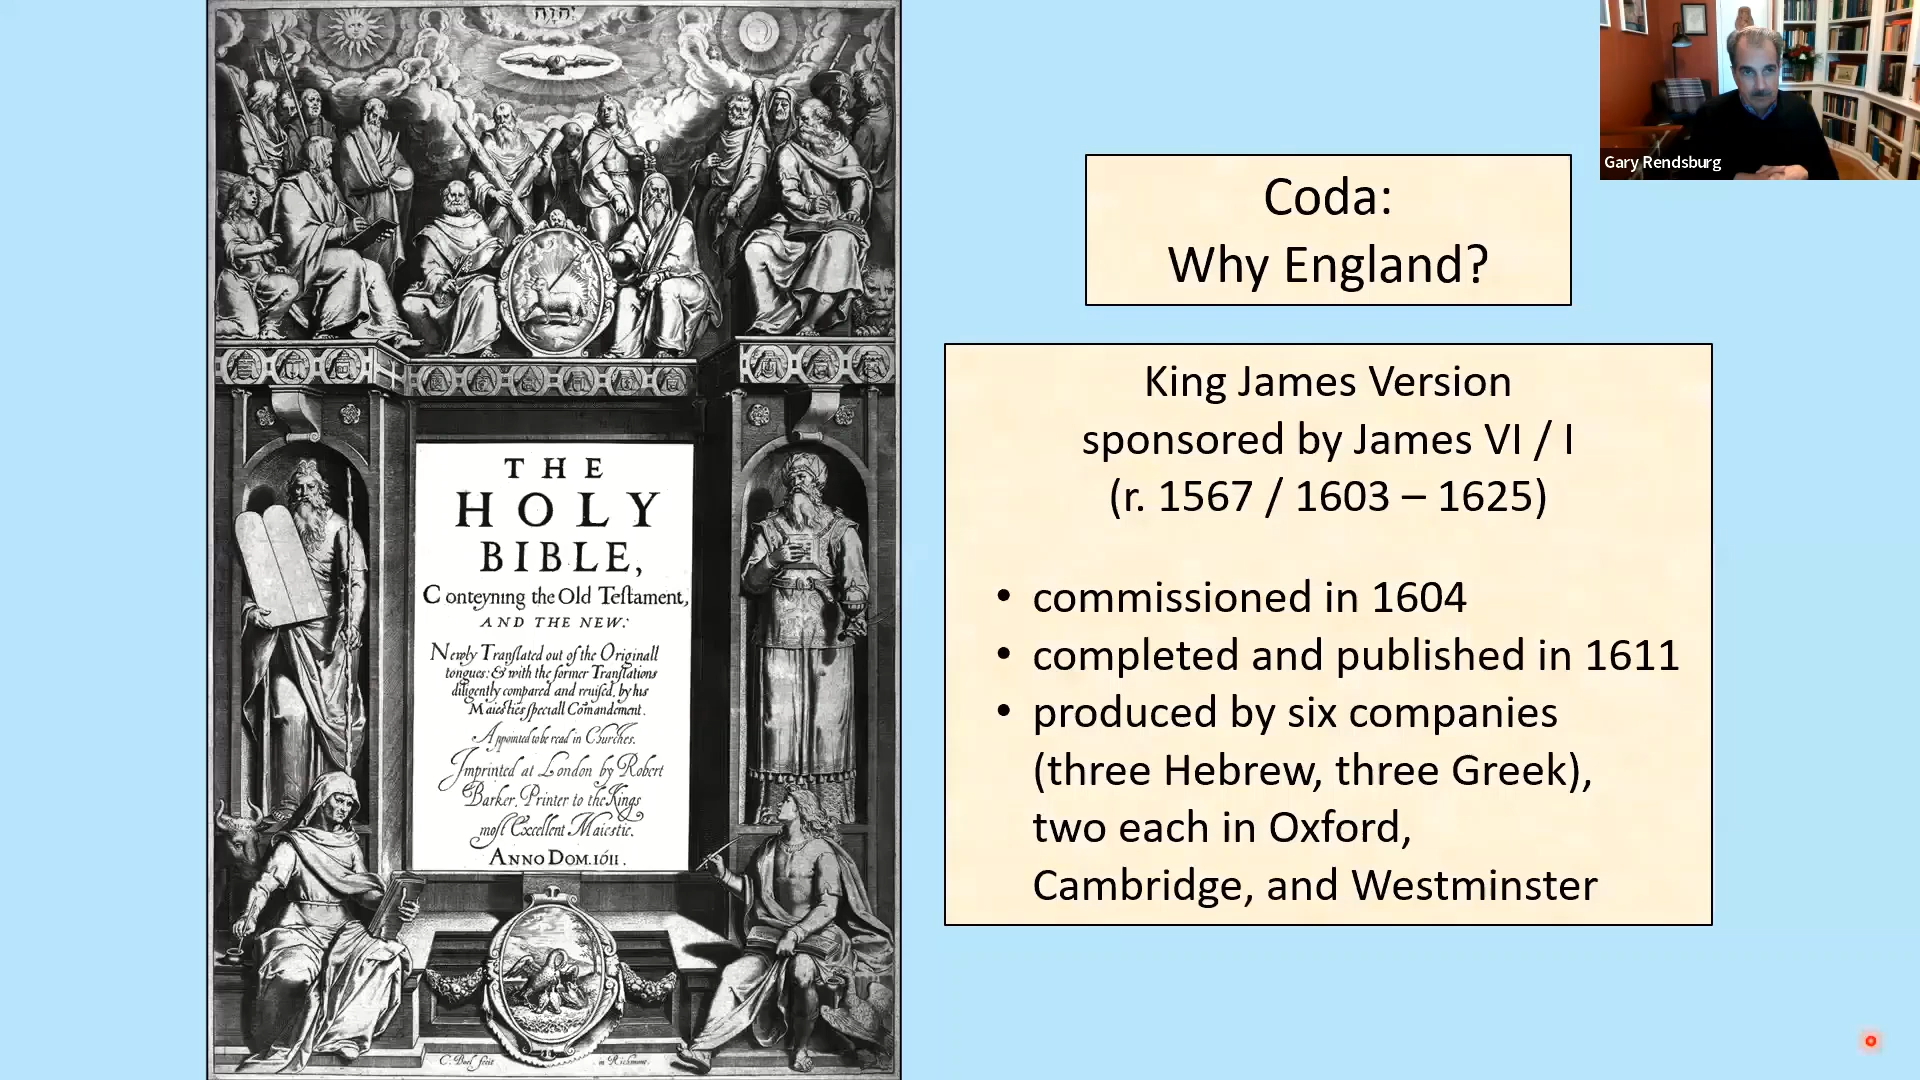 יהוה
THE
HOLY
BIBLE,
Conteyning the Old Teſtament,
AND THE NEW:
Newly Tranſlated out of the Originall
tongues: & with the former Tranſlations
diligently compared and reuiſed, by his
Maieſties ſpeciall Comandement.
Appointed to be read in Churches.
Imprinted at London by Robert
Barker, Printer to the Kings
moſt Excellent Maieſtie.
ANNO DOM. 1611.
C. Boel fecit
in Richmont.
Coda:
Why England?
King James Version
sponsored by James VI / I
(r. 1567 / 1603 – 1625)
• commissioned in 1604
• completed and published in 1611
• produced by six companies
(three Hebrew, three Greek),
two each in Oxford,
Cambridge, and Westminster
Gary Rendsburg